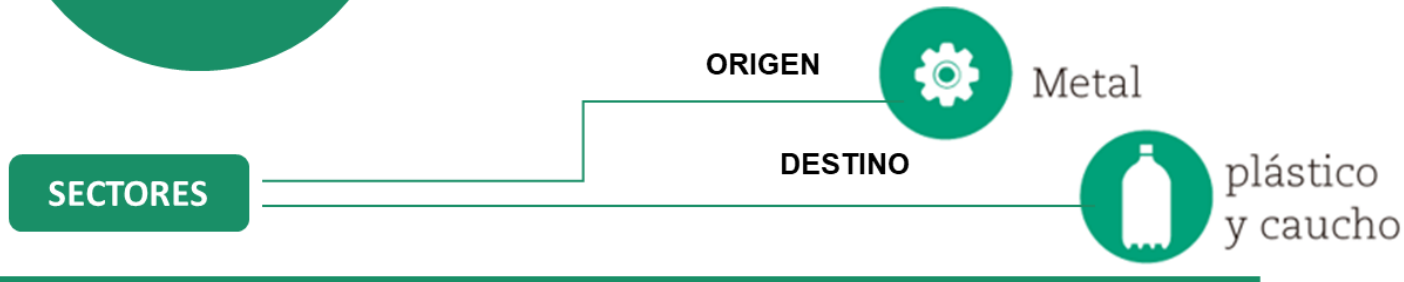 ORIGEN
Metal
DESTINO
SECTORES
plástico
y caucho